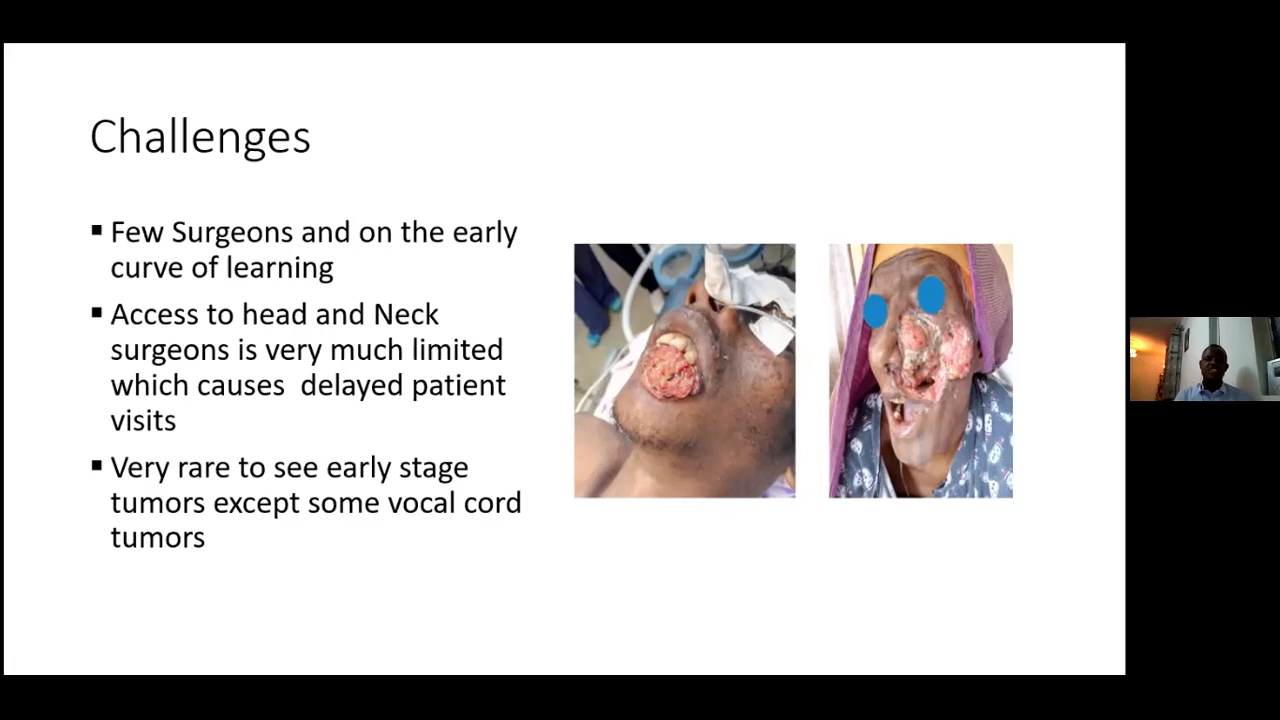 Challenges
▪ Few Surgeons and on the early
curve of learning
▪ Access to head and Neck
surgeons is very much limited
which causes  delayed patient
visits
▪ Very rare to see early stage
tumors except some vocal cord
tumors